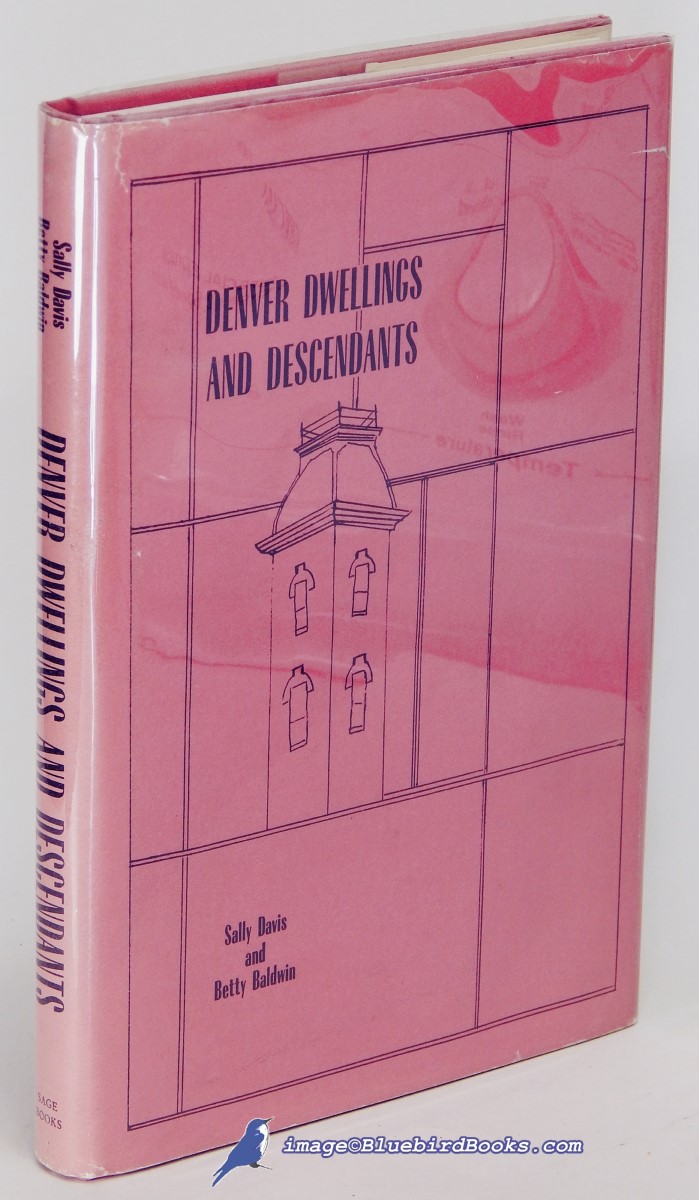 DENVER DWELLINGS
AND DESCENDANTS
Sally Davis
and
Betty Baldwin
Sally Davis
Betty Baldwin
DENVER DWELLINGS AND DESCENDANTS
SAGE
BOOKS
Temperature
image©BluebirdBooks.com